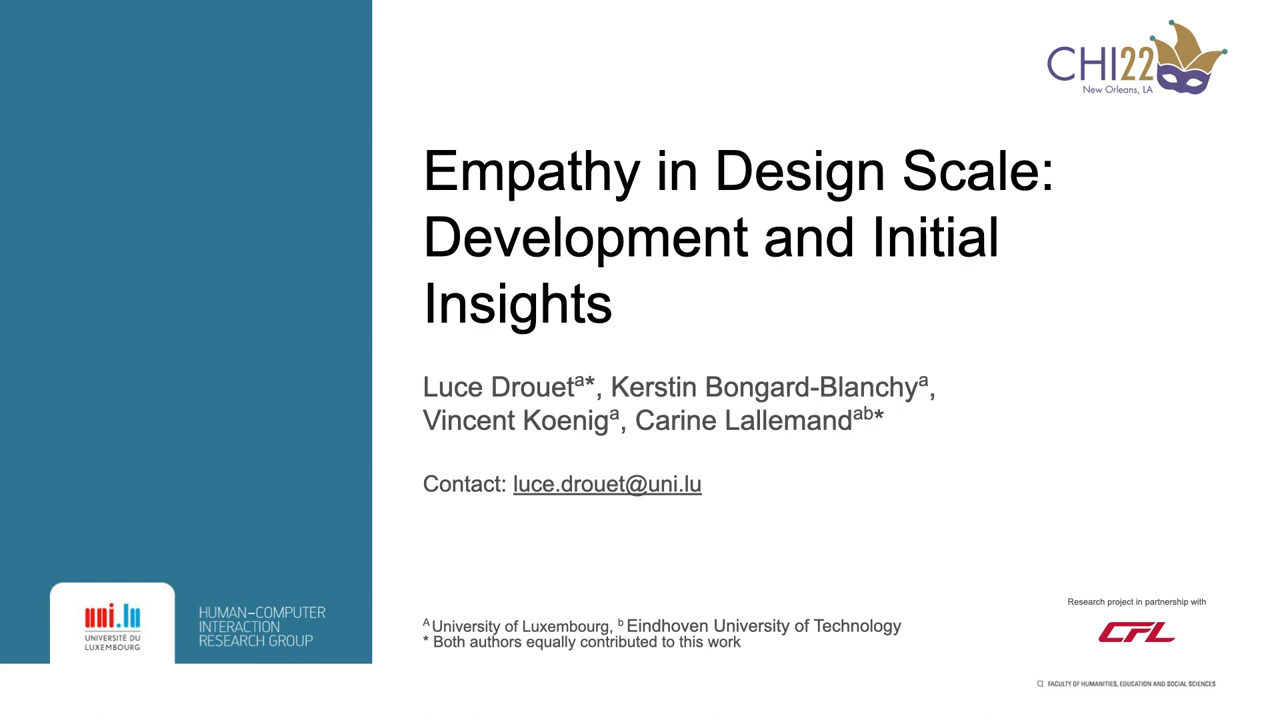 CHI22
New Orleans, LA
Empathy in Design Scale:
Development and Initial
Insights
Luce Drouetᵃ*, Kerstin Bongard-Blanchyᵃ,
Vincent Koenigᵃ, Carine Lallemandᵃᵇ*
Contact: luce.drouet@uni.lu
uni.lu
UNIVERSITÉ DU
LUXEMBOURG
HUMAN–COMPUTER
INTERACTION
RESEARCH GROUP
ᴬ University of Luxembourg, ᵇ Eindhoven University of Technology
* Both authors equally contributed to this work
Research project in partnership with
CFL
FACULTY OF HUMANITIES, EDUCATION AND SOCIAL SCIENCES